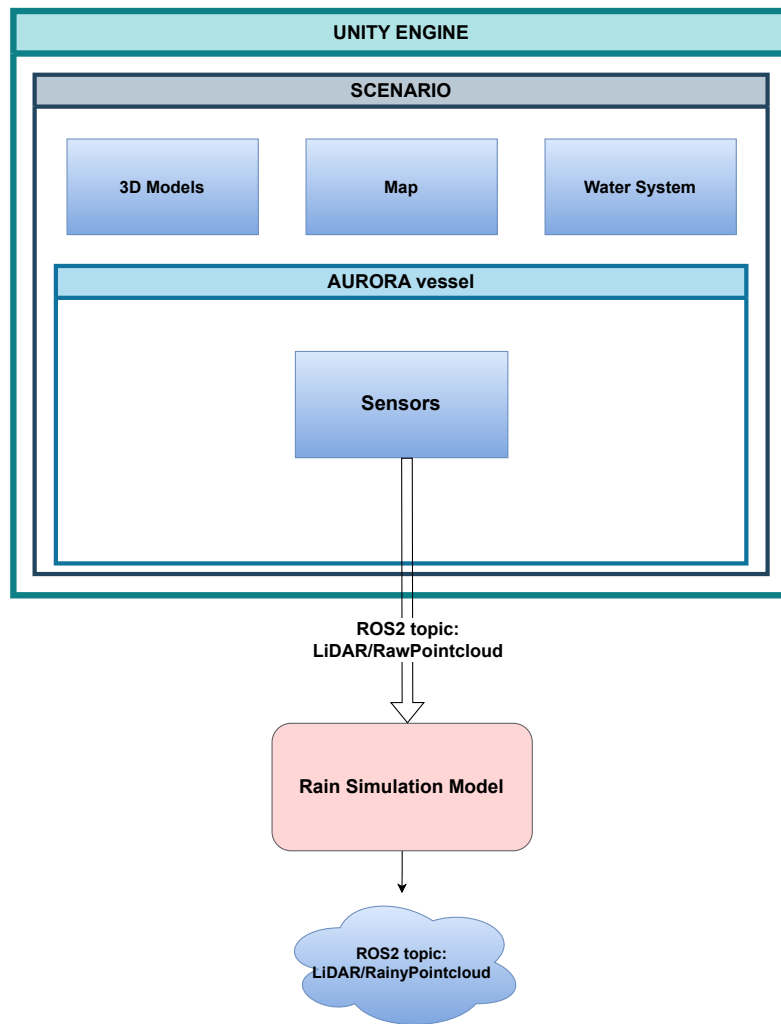 UNITY ENGINE
SCENARIO
3D Models
Map
Water System
AURORA vessel
Sensors
ROS2 topic:
LiDAR/RawPointcloud
Rain Simulation Model
ROS2 topic:
LiDAR/RainyPointcloud